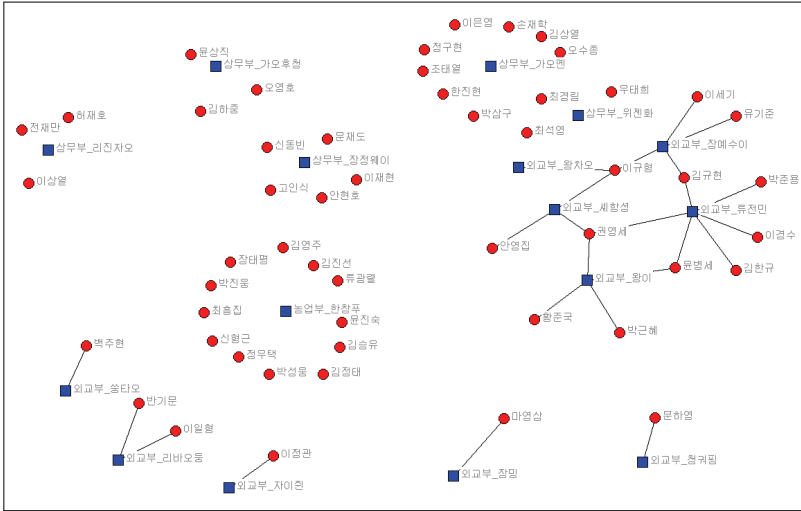 이은영
손재학
김상열
정구현
오수종
윤상직
상무부_가오후청
상무부_가오옌
조태열
오영호
한진현
최경림
우태희
이세기
김하중
박삼구
상무부_위젠화
유기준
허재호
전재만
최석영
신동빈
문재도
상무부_리진자오
외교부_장예수이
상무부_장정웨이
외교부_왕차오
이규형
이재현
김규현
박준용
이상열
고인식
안현호
외교부_셰항성
외교부_류전민
권영세
이경수
안영집
김영주
장태평
김진선
윤병세
김한규
박진웅
류광렬
외교부_왕이
최흠집
농업부_한창푸
윤진숙
황준국
박근혜
신형근
백주현
정무택
김승유
박성웅
김정태
외교부_쑹타오
반기문
마영삼
문하영
이일형
외교부_리바오둥
이정관
외교부_장밍
외교부_청궈핑
외교부_자이쥔